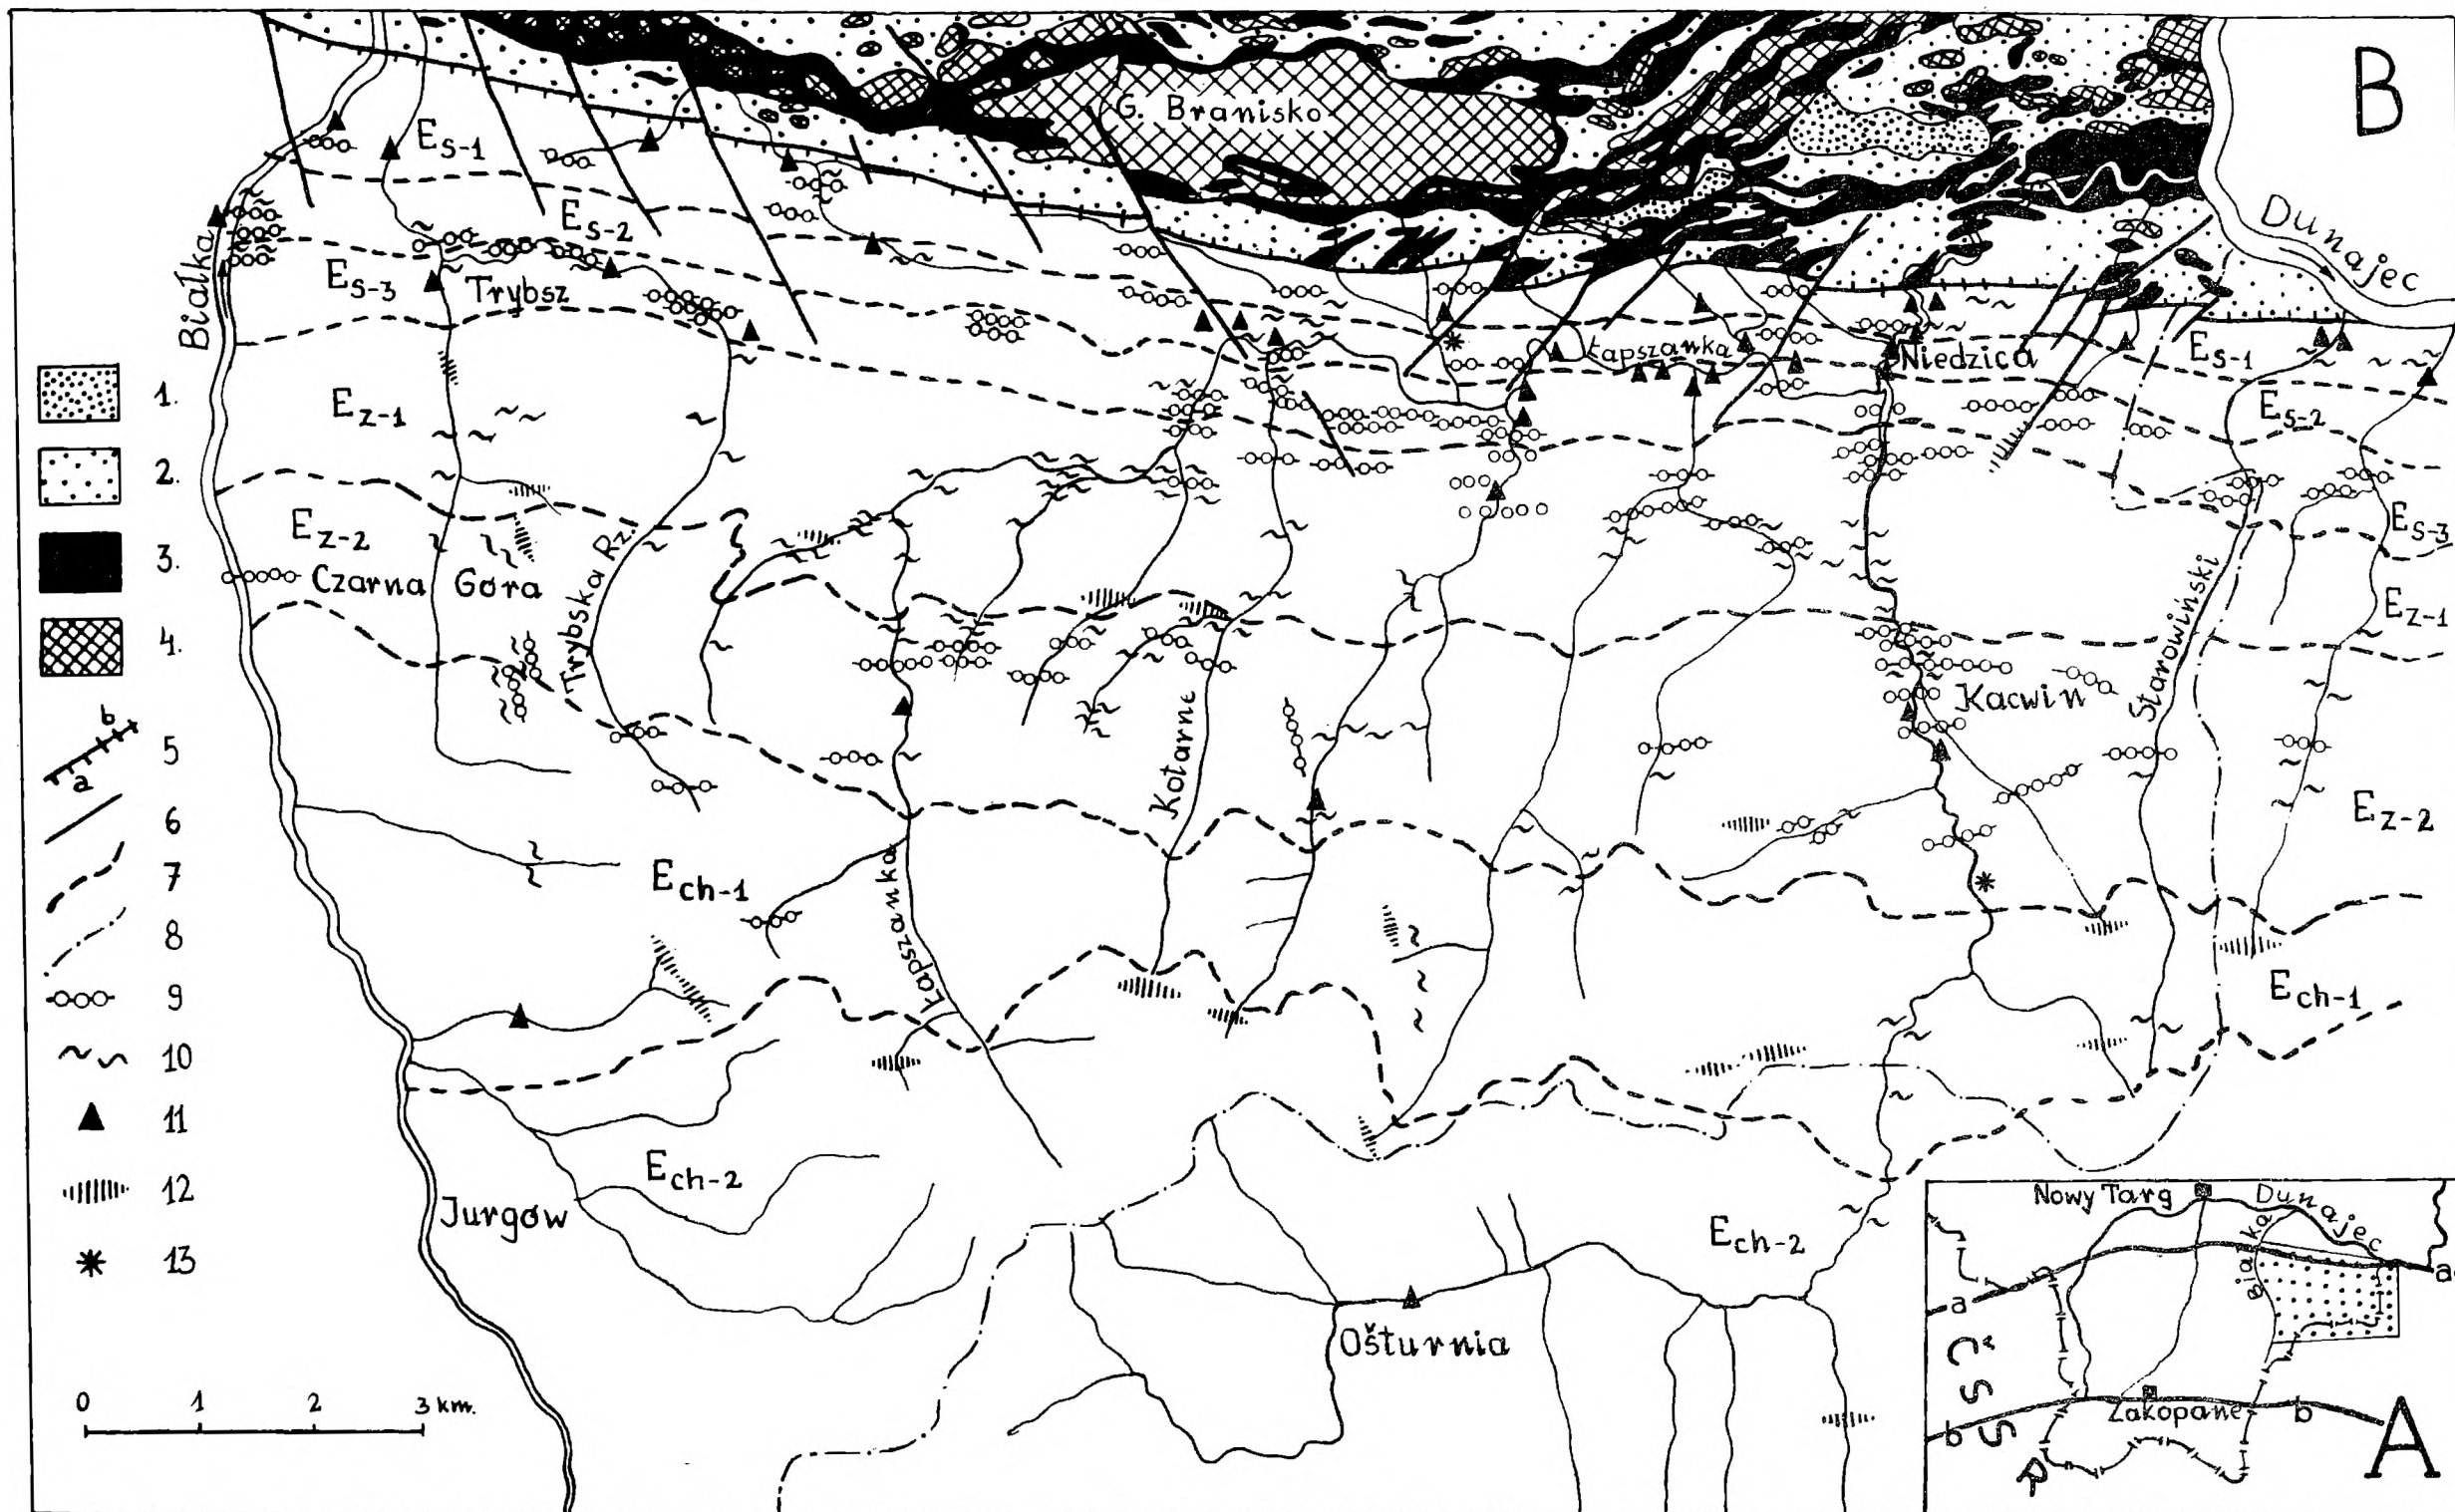 B
G. Branisko
Dunajec
Białka
Es-1
Es-2
Es-3
Trybsz
Łapszanka
Niedzica
Es-1
Es-2
Es-3
Ez-1
Ez-2
Czarna Góra
Trybska Rz.
Kotarne
Kacwin
Starowiński
Ez-1
Ez-2
Ech-1
Łapszanka
Ech-1
Ech-2
Jurgów
Ech-2
Ošturnia
1.
2.
3.
4.
b
a
5
6
7
8
9
10
11
12
13
0 1 2 3 km.
Nowy Targ
Dunajec
Białka
a
a
ČSSR
Zakopane
b
b
A